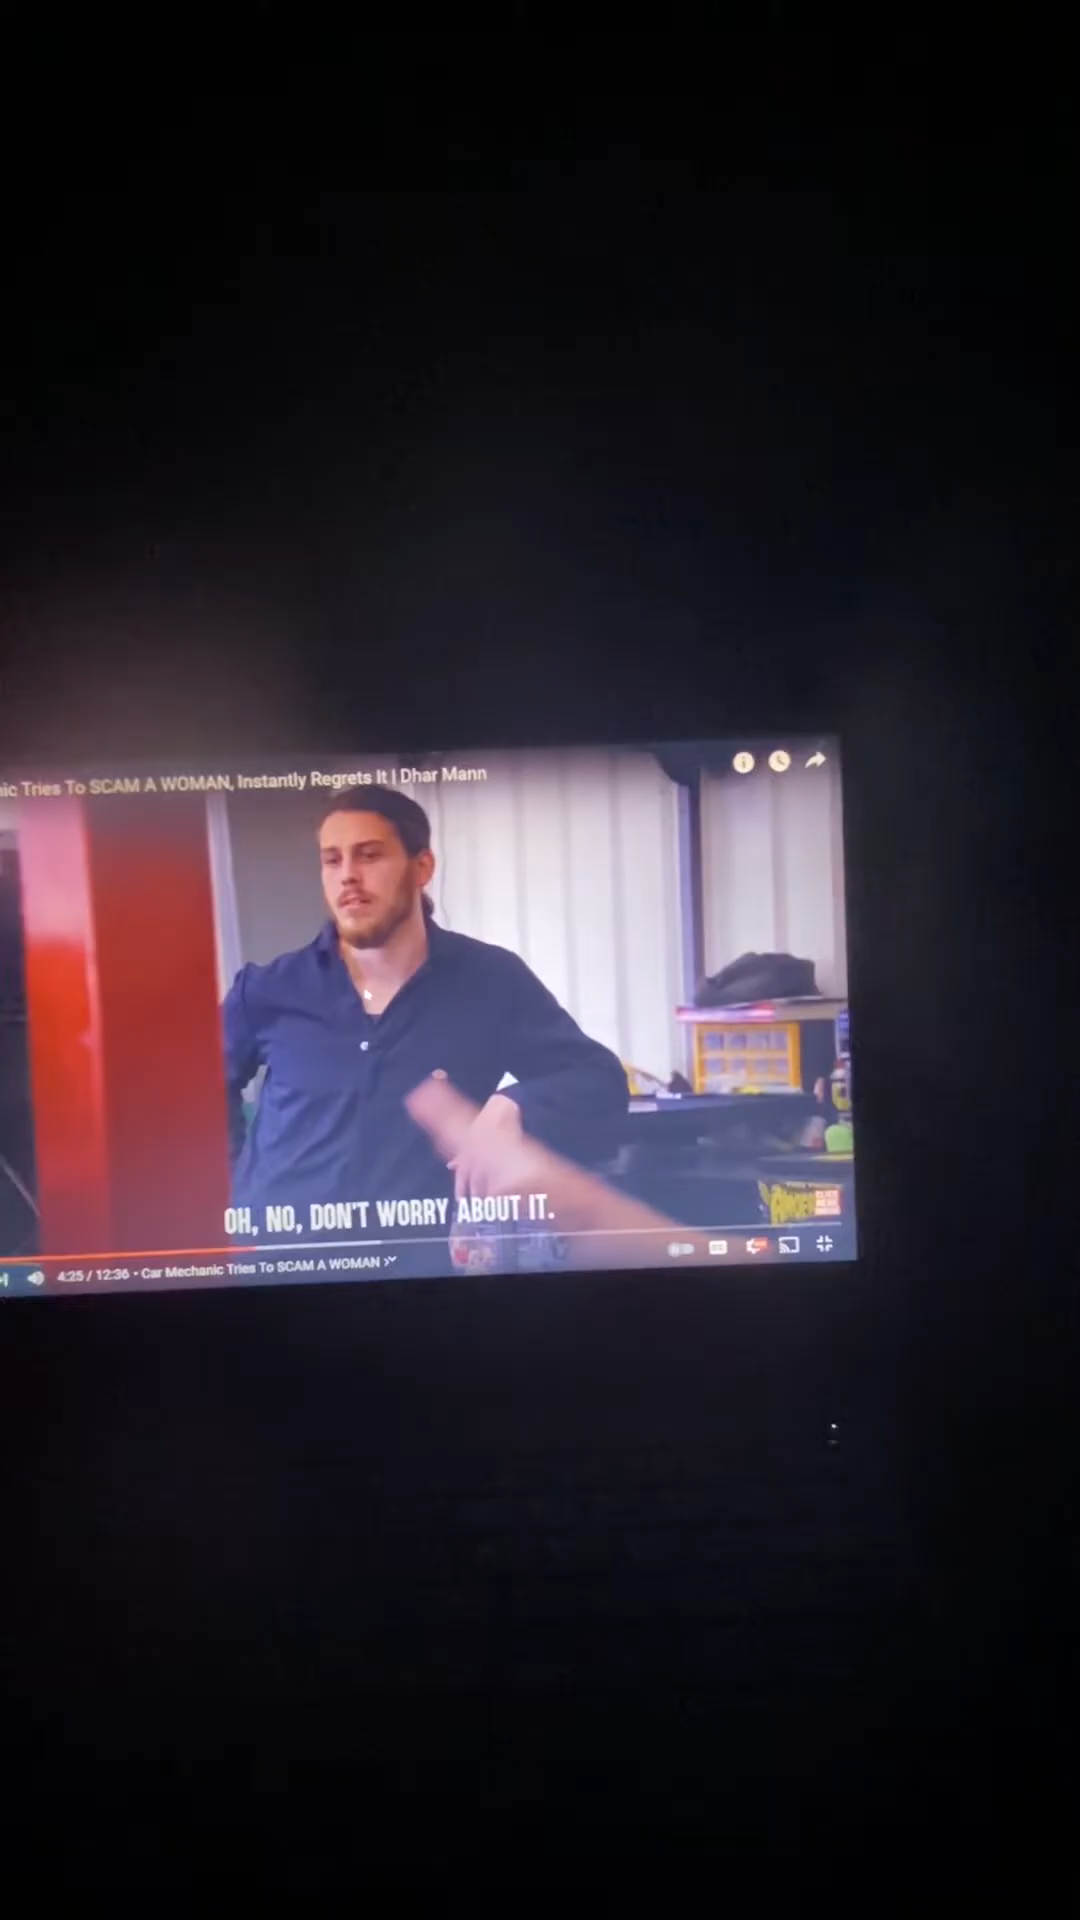 ic Tries To SCAM A WOMAN, Instantly Regrets It | Dhar Mann
OH, NO, DON'T WORRY ABOUT IT.
4:25 / 12:36 • Car Mechanic Tries To SCAM A WOMAN